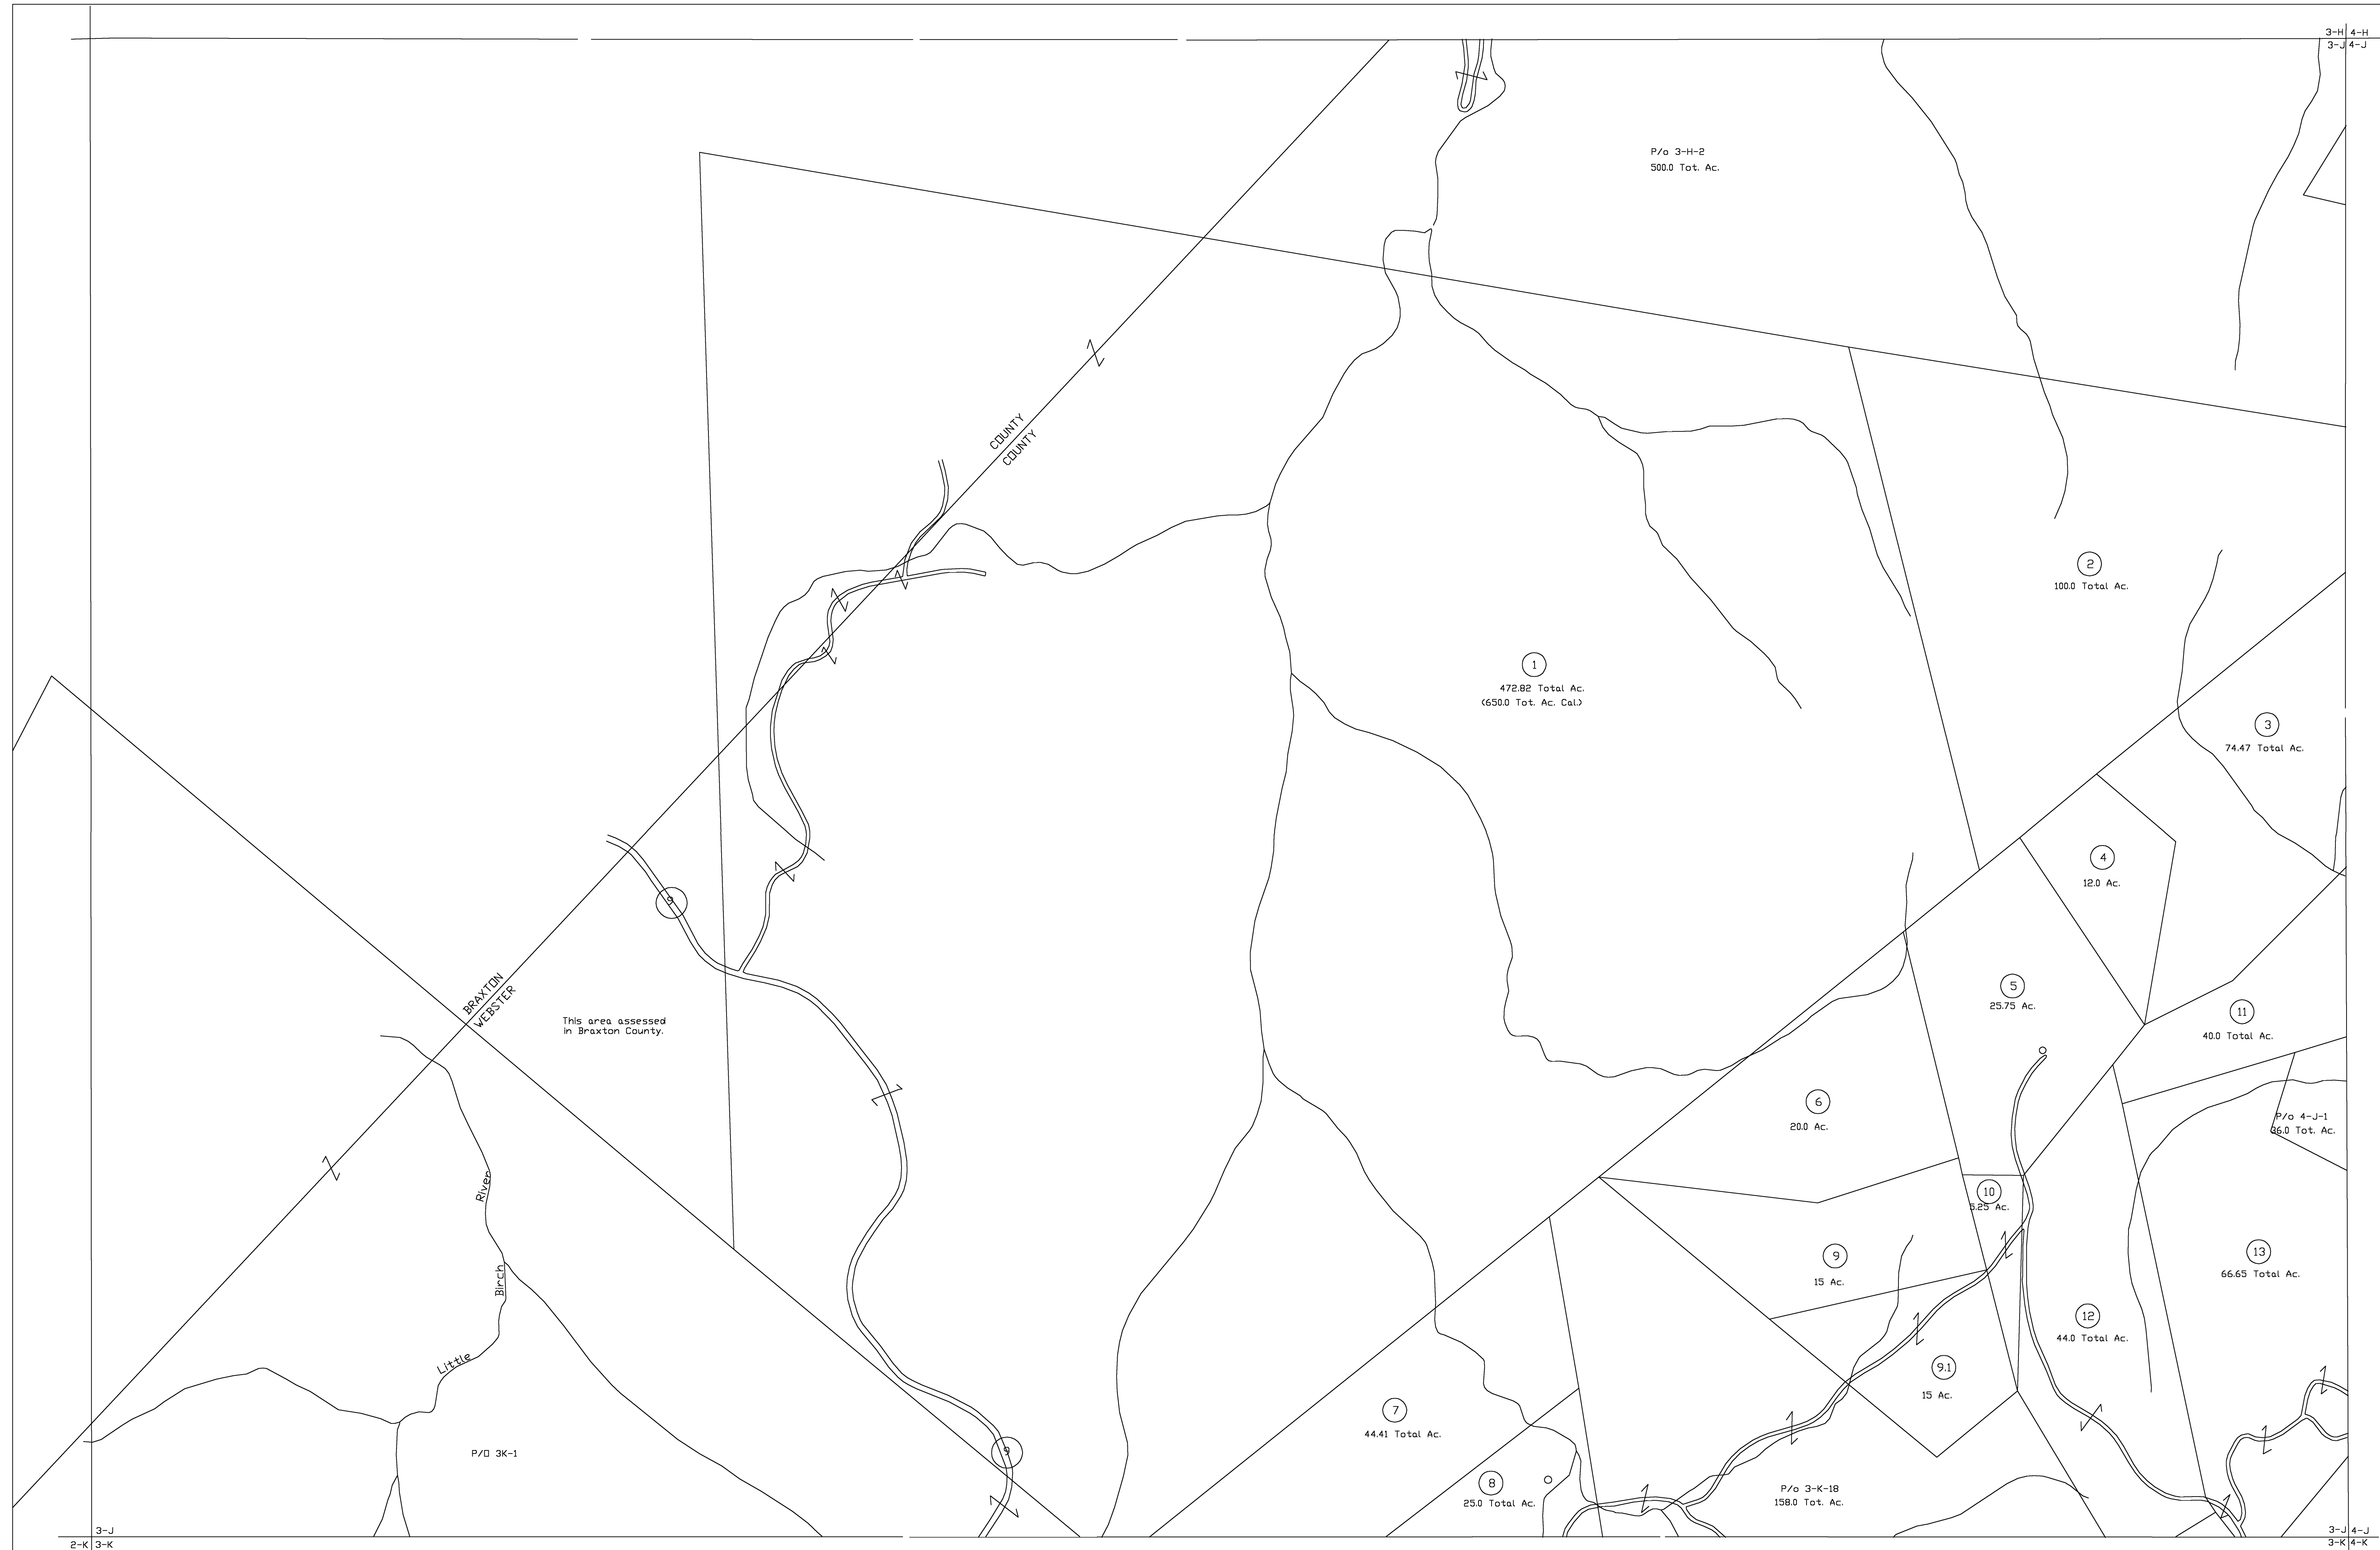 3-H 4-H
3-J 4-J
P/o 3-H-2
500.0 Tot. Ac.
COUNTY
COUNTY
2
100.0 Total Ac.
1
472.82 Total Ac.
(650.0 Tot. Ac. Cal.)
3
74.47 Total Ac.
4
12.0 Ac.
9
BRAXTON
WEBSTER
This area assessed
in Braxton County.
5
25.75 Ac.
11
40.0 Total Ac.
6
20.0 Ac.
P/o 4-J-1
36.0 Tot. Ac.
River
10
5.25 Ac.
Birch
9
15 Ac.
13
66.65 Total Ac.
12
44.0 Total Ac.
Little
9.1
15 Ac.
7
44.41 Total Ac.
P/O 3K-1
9
8
25.0 Total Ac.
P/o 3-K-18
158.0 Tot. Ac.
3-J
2-K 3-K
3-J 4-J
3-K 4-K